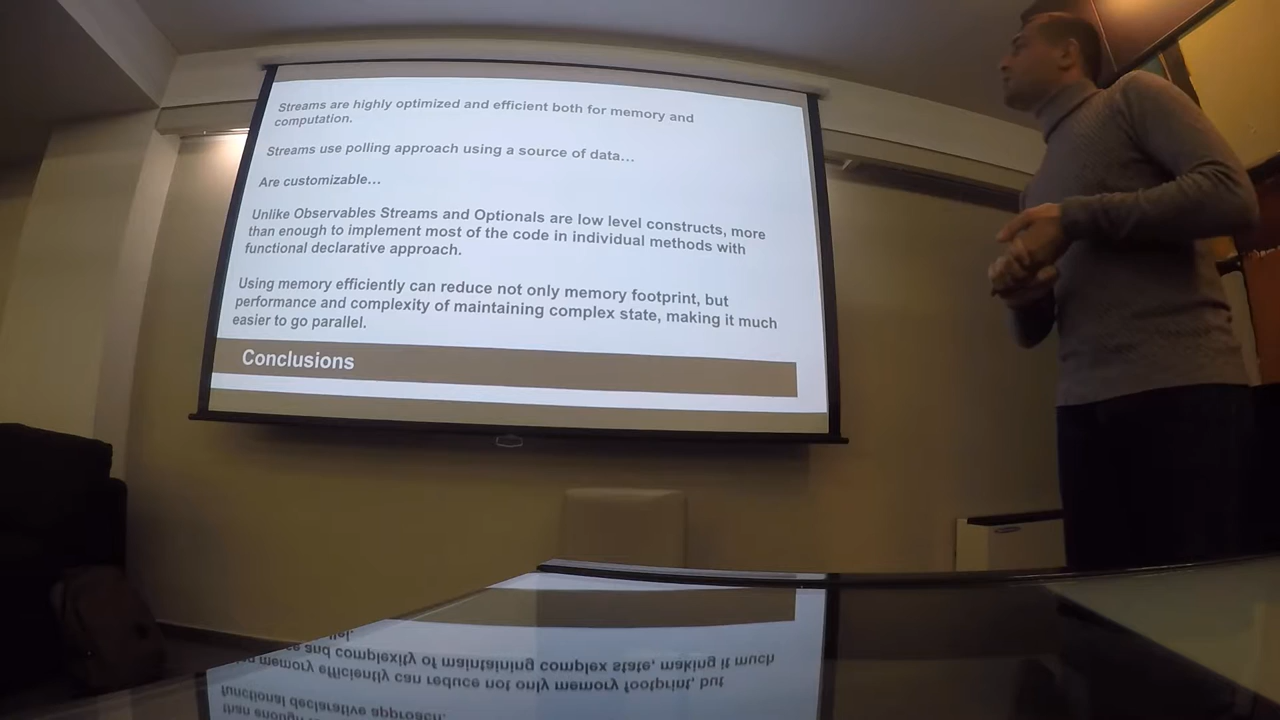 Streams are highly optimized and efficient both for memory and
computation.
Streams use polling approach using a source of data…
Are customizable…
Unlike Observables Streams and Optionals are low level constructs, more
than enough to implement most of the code in individual methods with
functional declarative approach.
Using memory efficiently can reduce not only memory footprint, but
performance and complexity of maintaining complex state, making it much
easier to go parallel.
Conclusions